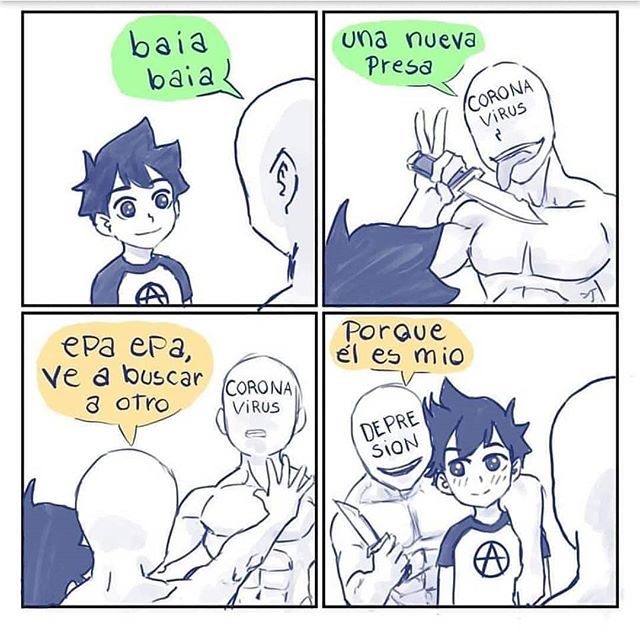 baia
baia
una nueva
presa
CORONA
VIRUS
epa epa,
ve a buscar
a otro
CORONA
VIRUS
Porque
él es mio
DEPRE
SION